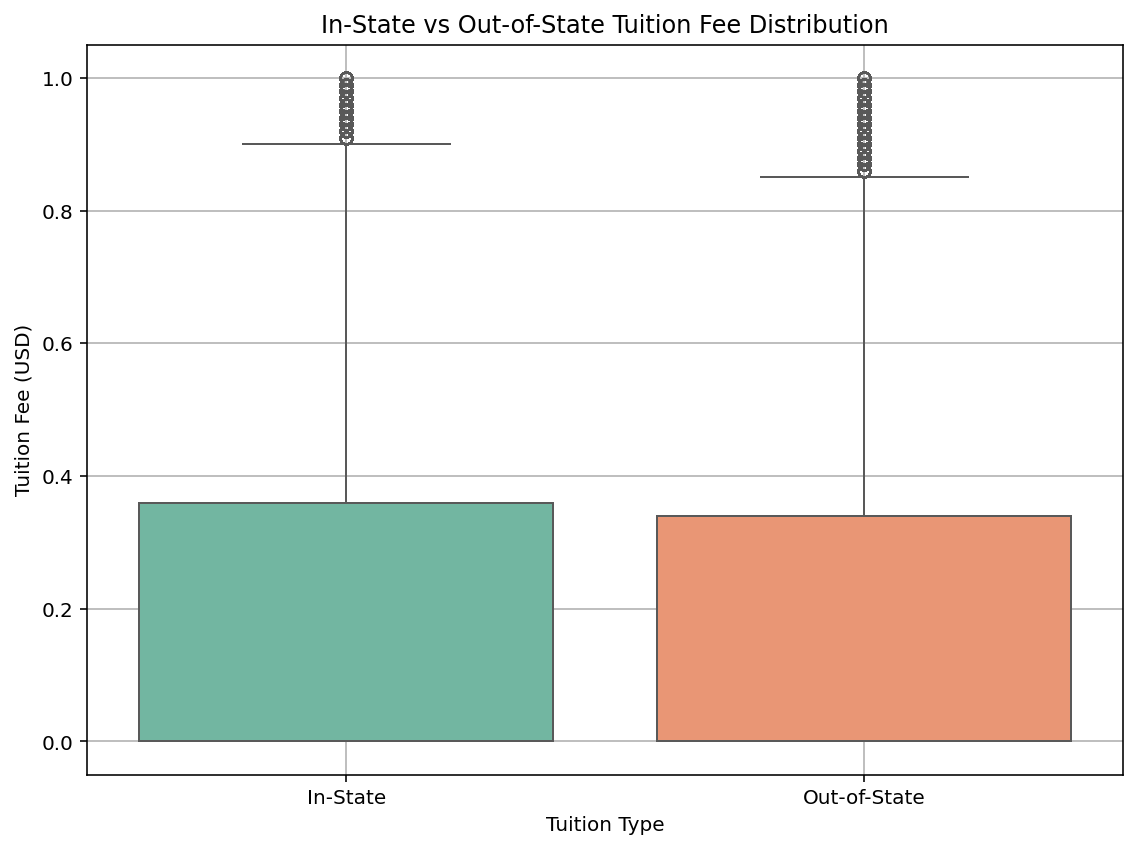 In-State vs Out-of-State Tuition Fee Distribution
Tuition Fee (USD)
1.0
0.8
0.6
0.4
0.2
0.0
In-State
Out-of-State
Tuition Type